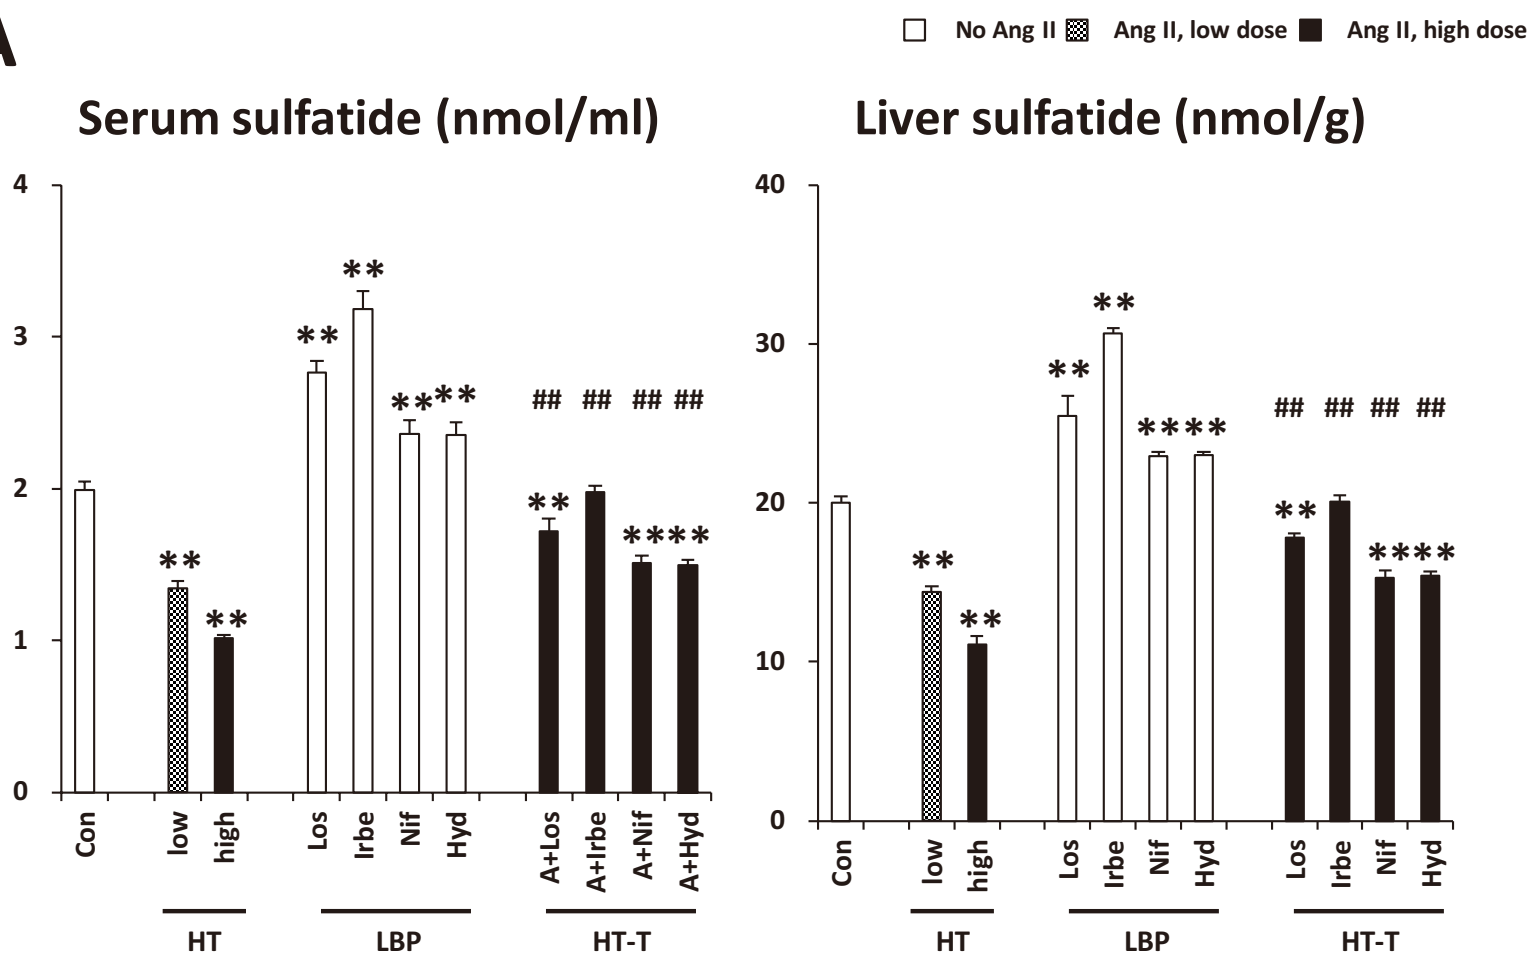 A
No Ang II Ang II, low dose Ang II, high dose
Serum sulfatide (nmol/ml)
4
3
2
1
0
** ** ** ** ** ** ** ** **
## ## ## ##
Con low high Los Irbe Nif Hyd A+Los A+Irbe A+Nif A+Hyd
HT LBP HT-T
Liver sulfatide (nmol/g)
40
30
20
10
0
** ** ** ** ** ** ** ** **
## ## ## ##
Con low high Los Irbe Nif Hyd Los Irbe Nif Hyd
HT LBP HT-T